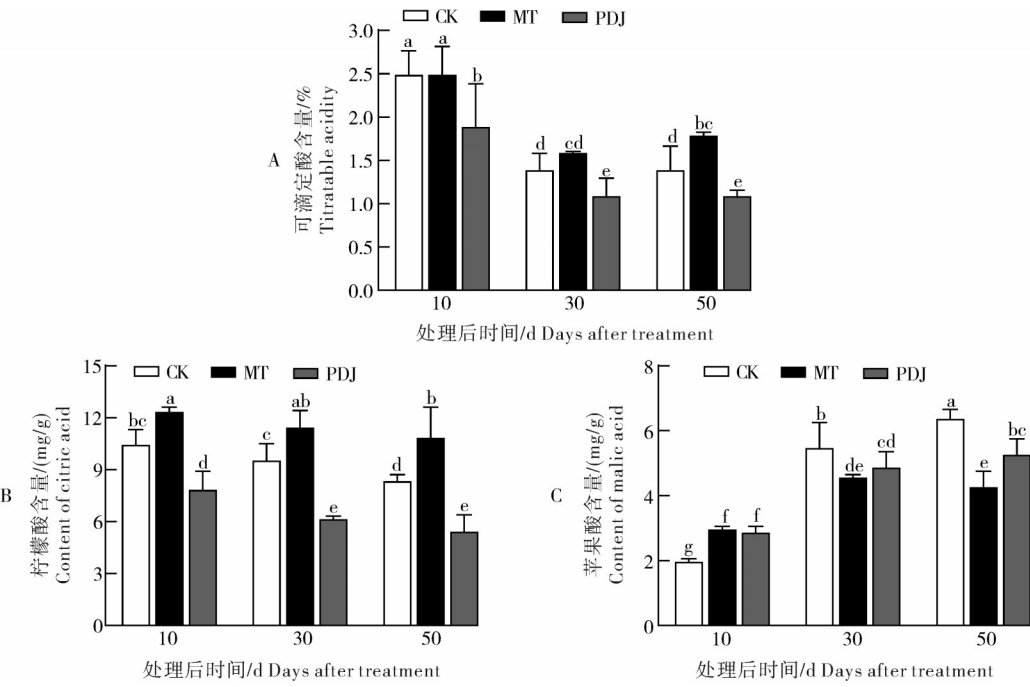 CK MT PDJ
3.0
2.5
2.0
1.5
1.0
0.5
0.0
可滴定酸含量/%
Titratable acidity
A
a a b
d cd e
d bc e
10 30 50
处理后时间/d Days after treatment
CK MT PDJ
15
12
9
6
3
0
柠檬酸含量/(mg/g)
Content of citric acid
B
bc a d
c ab e
d b e
10 30 50
处理后时间/d Days after treatment
CK MT PDJ
8
6
4
2
0
苹果酸含量/(mg/g)
Content of malic acid
C
g f f
b de cd
a e bc
10 30 50
处理后时间/d Days after treatment